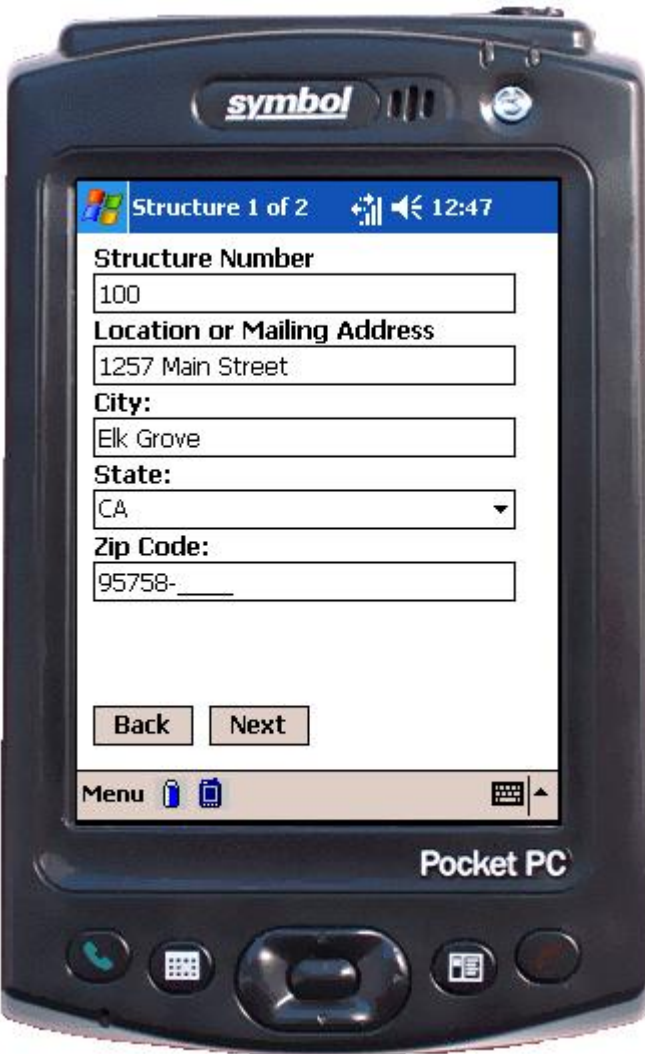 symbol
Structure 1 of 2 12:47
Structure Number
100
Location or Mailing Address
1257 Main Street
City:
Elk Grove
State:
CA
Zip Code:
95758-____
Back Next
Menu
Pocket PC